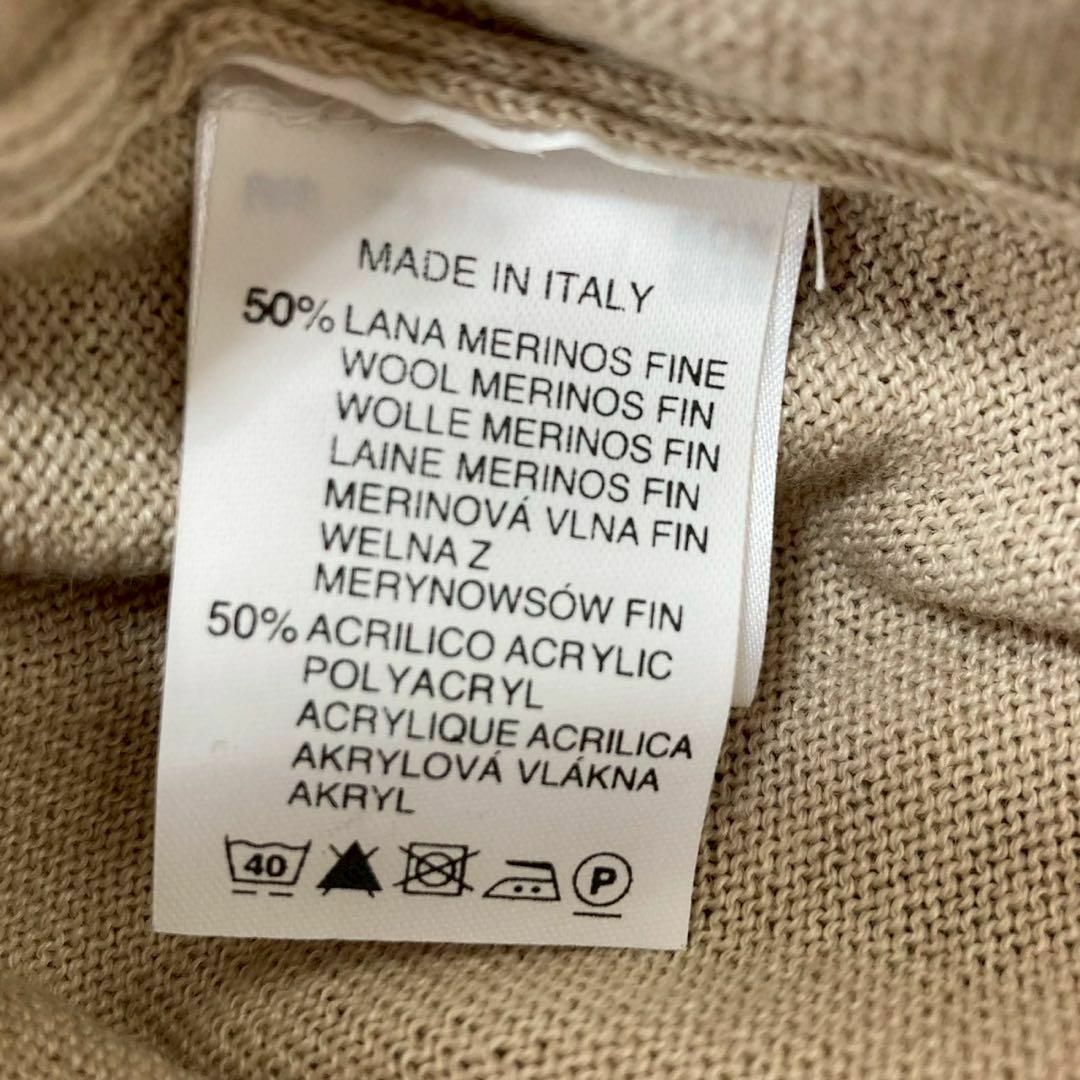 MADE IN ITALY
50% LANA MERINOS FINE
WOOL MERINOS FIN
WOLLE MERINOS FIN
LAINE MERINOS FIN
MERINOVÁ VLNA FIN
WELNA Z
MERYNOWSÓW FIN
50% ACRILICO ACRYLIC
POLYACRYL
ACRYLIQUE ACRILICA
AKRYLOVÁ VLÁKNA
AKRYL
40 P